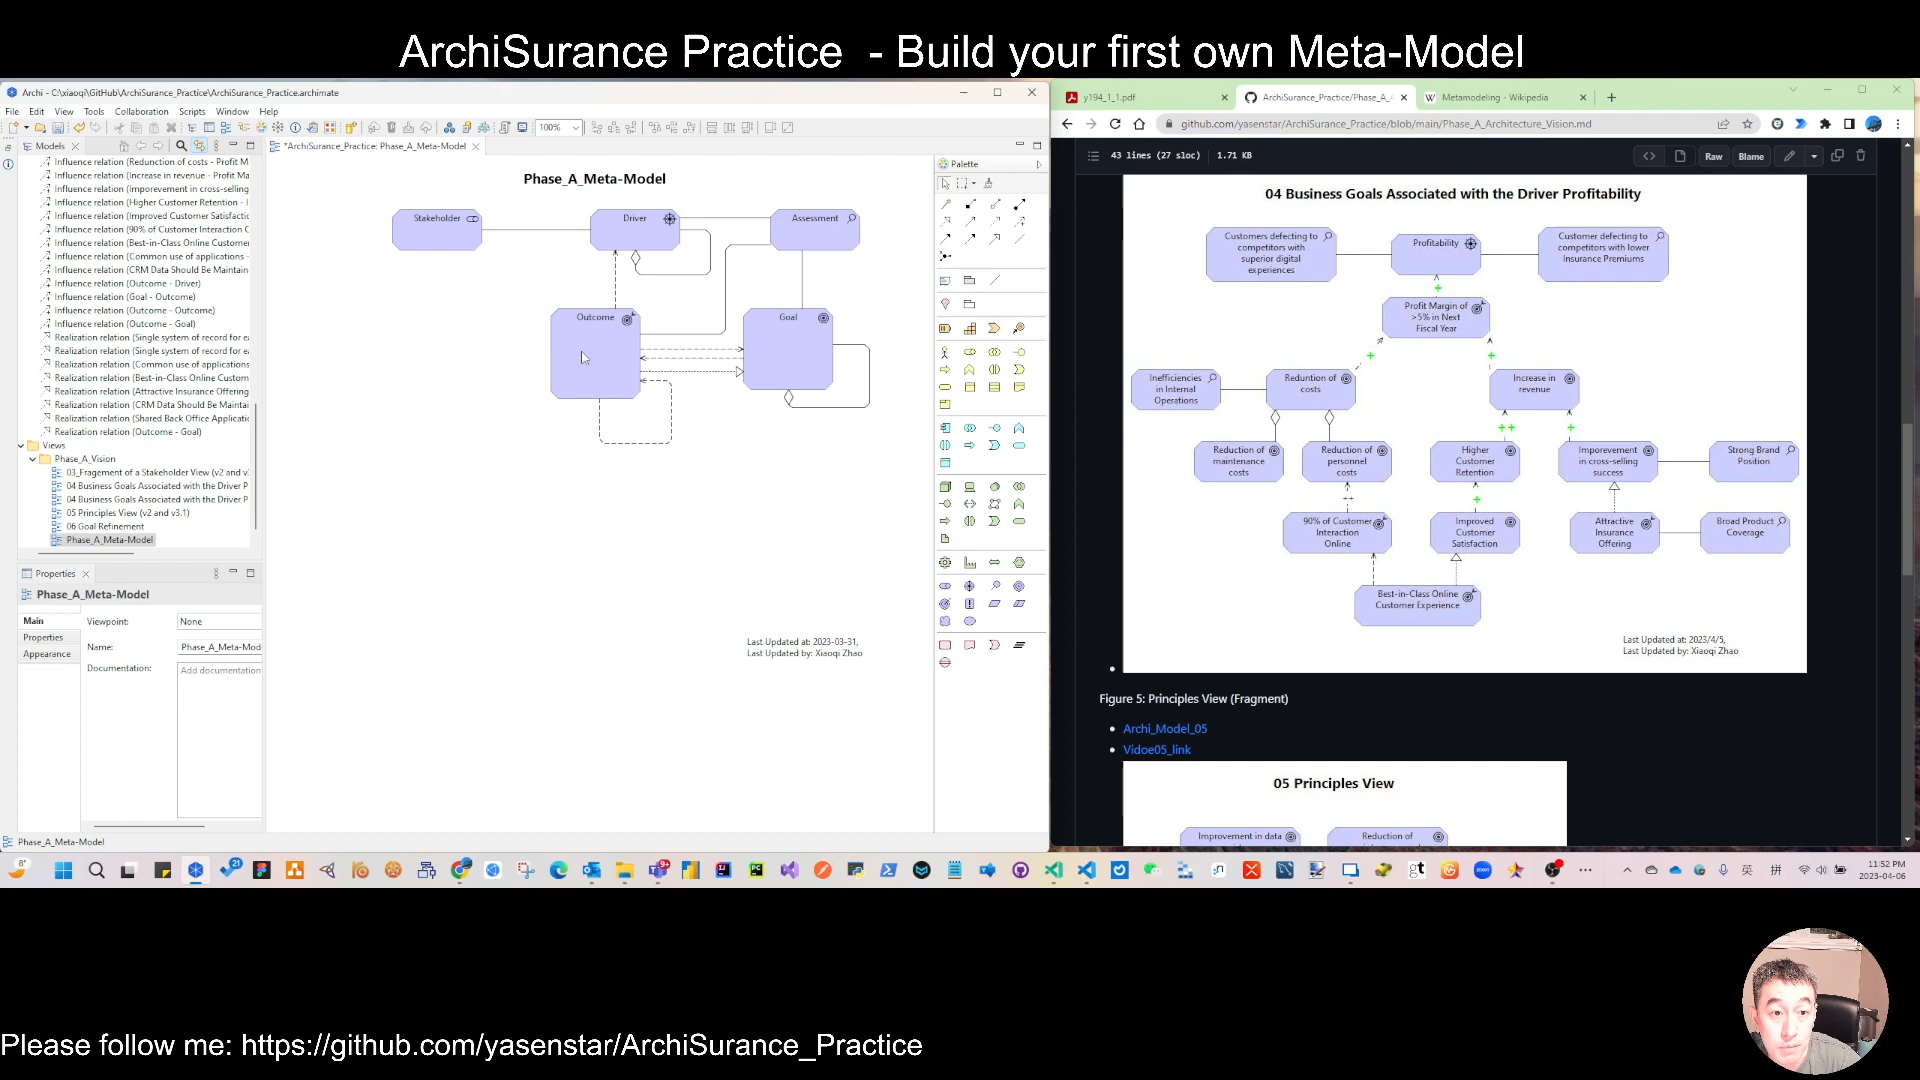 ArchiSurance Practice  - Build your first own Meta-Model
Archi - C:\xiaoqi\GitHub\ArchiSurance_Practice\ArchiSurance_Practice.archimate
File Edit View Tools Collaboration Scripts Window Help
100%
Models
*ArchiSurance_Practice: Phase_A_Meta-Model
Influence relation (Redunction of costs - Profit M
Influence relation (Increase in revenue - Profit Ma
Influence relation (Imporevement in cross-selling
Influence relation (Higher Customer Retention - I
Influence relation (Improved Customer Satisfactic
Influence relation (90% of Customer Interaction C
Influence relation (Best-in-Class Online Customer
Influence relation (Common use of applications -
Influence relation (CRM Data Should Be Maintain
Influence relation (Outcome - Driver)
Influence relation (Goal - Outcome)
Influence relation (Outcome - Outcome)
Influence relation (Outcome - Goal)
Realization relation (Single system of record for e
Realization relation (Single system of record for e
Realization relation (Common use of applications
Realization relation (Best-in-Class Online Custom
Realization relation (Attractive Insurance Offering
Realization relation (CRM Data Should Be Maintai
Realization relation (Shared Back Office Applicatio
Realization relation (Outcome - Goal)
Views
Phase_A_Vision
03_Fragement of a Stakeholder View (v2 and v
04 Business Goals Associated with the Driver P
04 Business Goals Associated with the Driver P
05 Principles View (v2 and v3.1)
06 Goal Refinement
Phase_A_Meta-Model
Properties
Phase_A_Meta-Model
Main
Properties
Appearance
Viewpoint: None
Name: Phase_A_Meta-Mod
Documentation: Add documentation
Phase_A_Meta-Model
Phase_A_Meta-Model
Stakeholder
Driver
Assessment
Outcome
Goal
Last Updated at: 2023-03-31,
Last Updated by: Xiaoqi Zhao
Palette
y194_1_1.pdf
ArchiSurance_Practice/Phase_A_
Metamodeling - Wikipedia
github.com/yasenstar/ArchiSurance_Practice/blob/main/Phase_A_Architecture_Vision.md
43 lines (27 sloc) 1.71 KB
Raw Blame
04 Business Goals Associated with the Driver Profitability
Customers defecting to
competitors with
superior digital
experiences
Profitability
Customer defecting to
competitors with lower
Insurance Premiums
+
Profit Margin of
>5% in Next
Fiscal Year
+
+
Inefficiencies
in Internal
Operations
Reduntion of
costs
Increase in
revenue
++
+
Reduction of
maintenance
costs
Reduction of
personnel
costs
Higher
Customer
Retention
Imporevement
in cross-selling
success
Strong Brand
Position
++
+
90% of Customer
Interaction
Online
Improved
Customer
Satisfaction
Attractive
Insurance
Offering
Broad Product
Coverage
Best-in-Class Online
Customer Experience
Last Updated at: 2023/4/5,
Last Updated by: Xiaoqi Zhao
Figure 5: Principles View (Fragment)
Archi_Model_05
Vidoe05_link
05 Principles View
Improvement in data
Reduction of
8°
21
9+
gt
zoom
英 拼
11:52 PM
2023-04-06
Please follow me: https://github.com/yasenstar/ArchiSurance_Practice